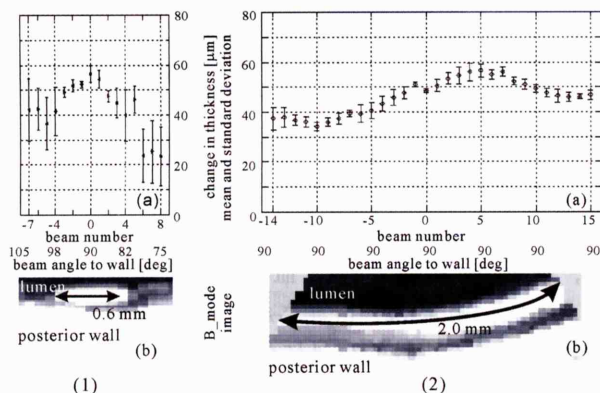 80
60
40
20
0
(a)
-7 -4 0 4 8
beam number
105 98 90 82 75
beam angle to wall [deg]
lumen
0.6 mm
posterior wall
(b)
(1)
change in thickness [μm]
mean and standard deviation
80
60
40
20
0
(a)
-14 -10 -5 0 5 10 15
beam number
90 90 90 90 90 90 90
beam angle to wall [deg]
B_mode
image
lumen
2.0 mm
(b)
posterior wall
(2)